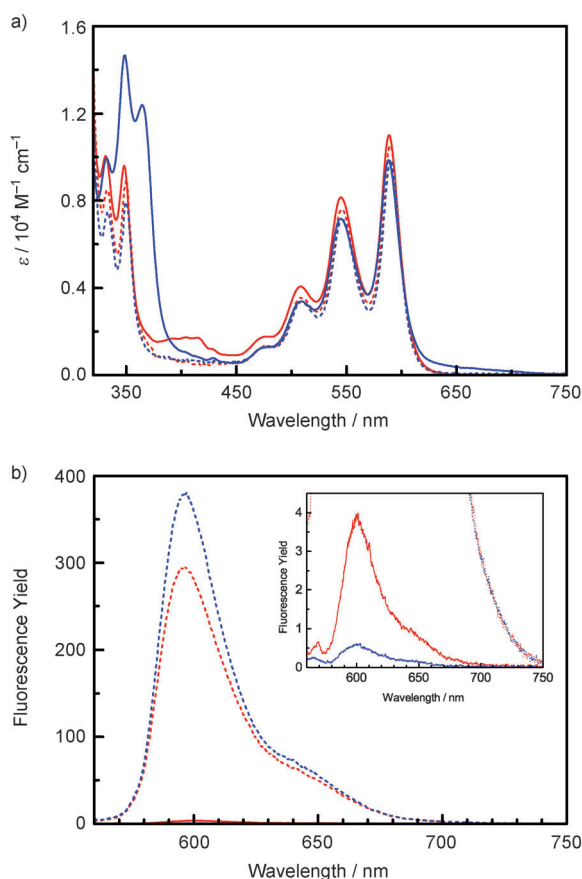 a)
1.6
1.2
0.8
0.4
0.0
ε / 10⁴ M⁻¹ cm⁻¹
350 450 550 650 750
Wavelength / nm
b)
400
300
200
100
0
Fluorescence Yield
600 650 700 750
Wavelength / nm
4
3
2
1
0
Fluorescence Yield
600 650 700 750
Wavelength / nm